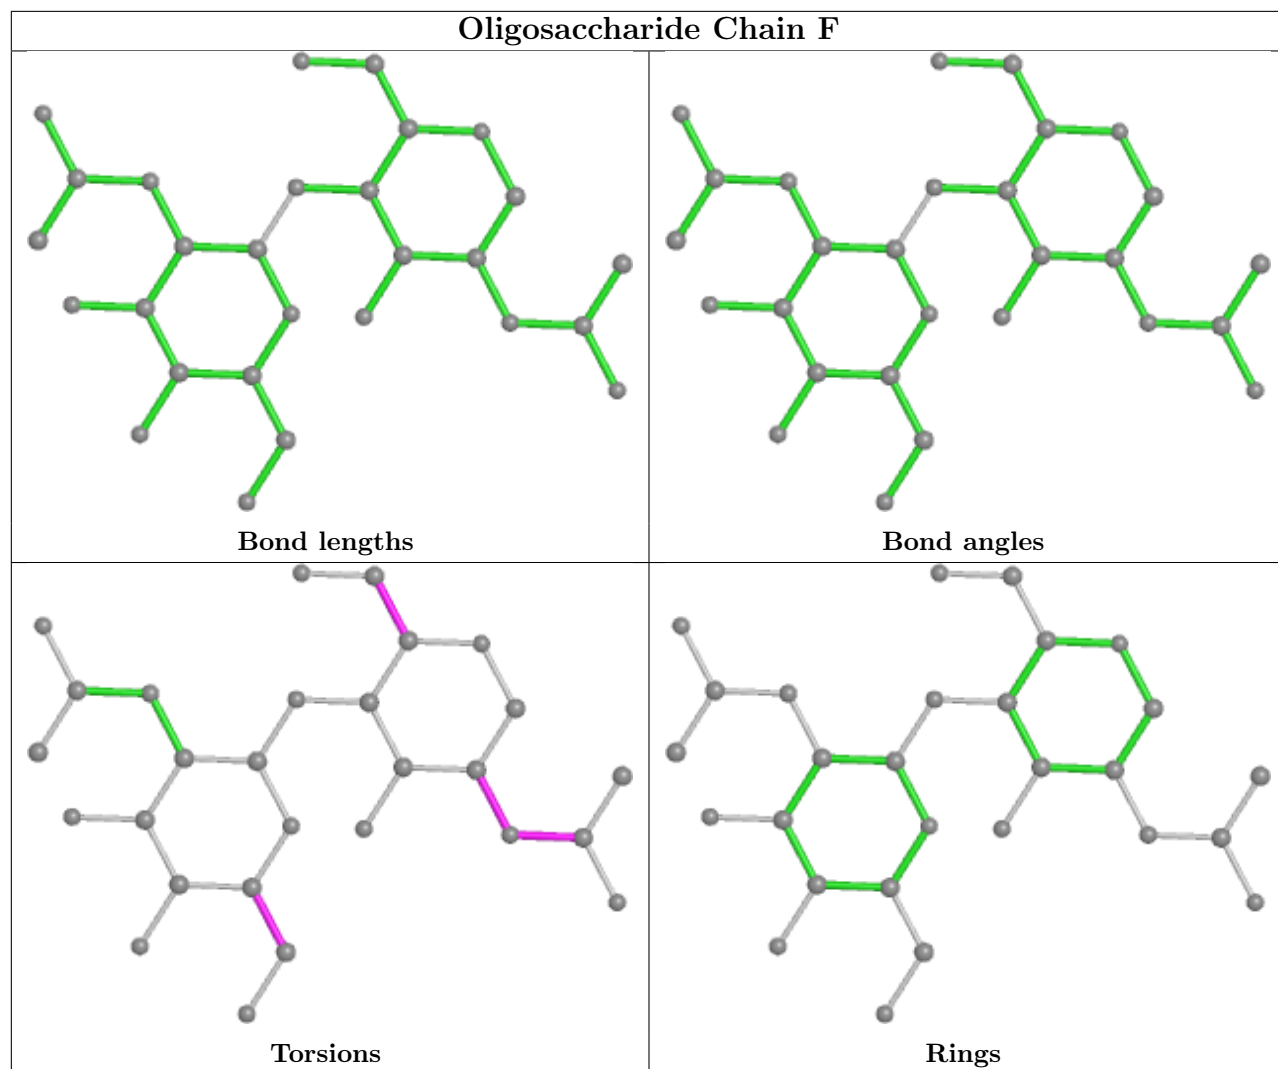 Oligosaccharide Chain F
Bond lengths
Bond angles
Torsions
Rings